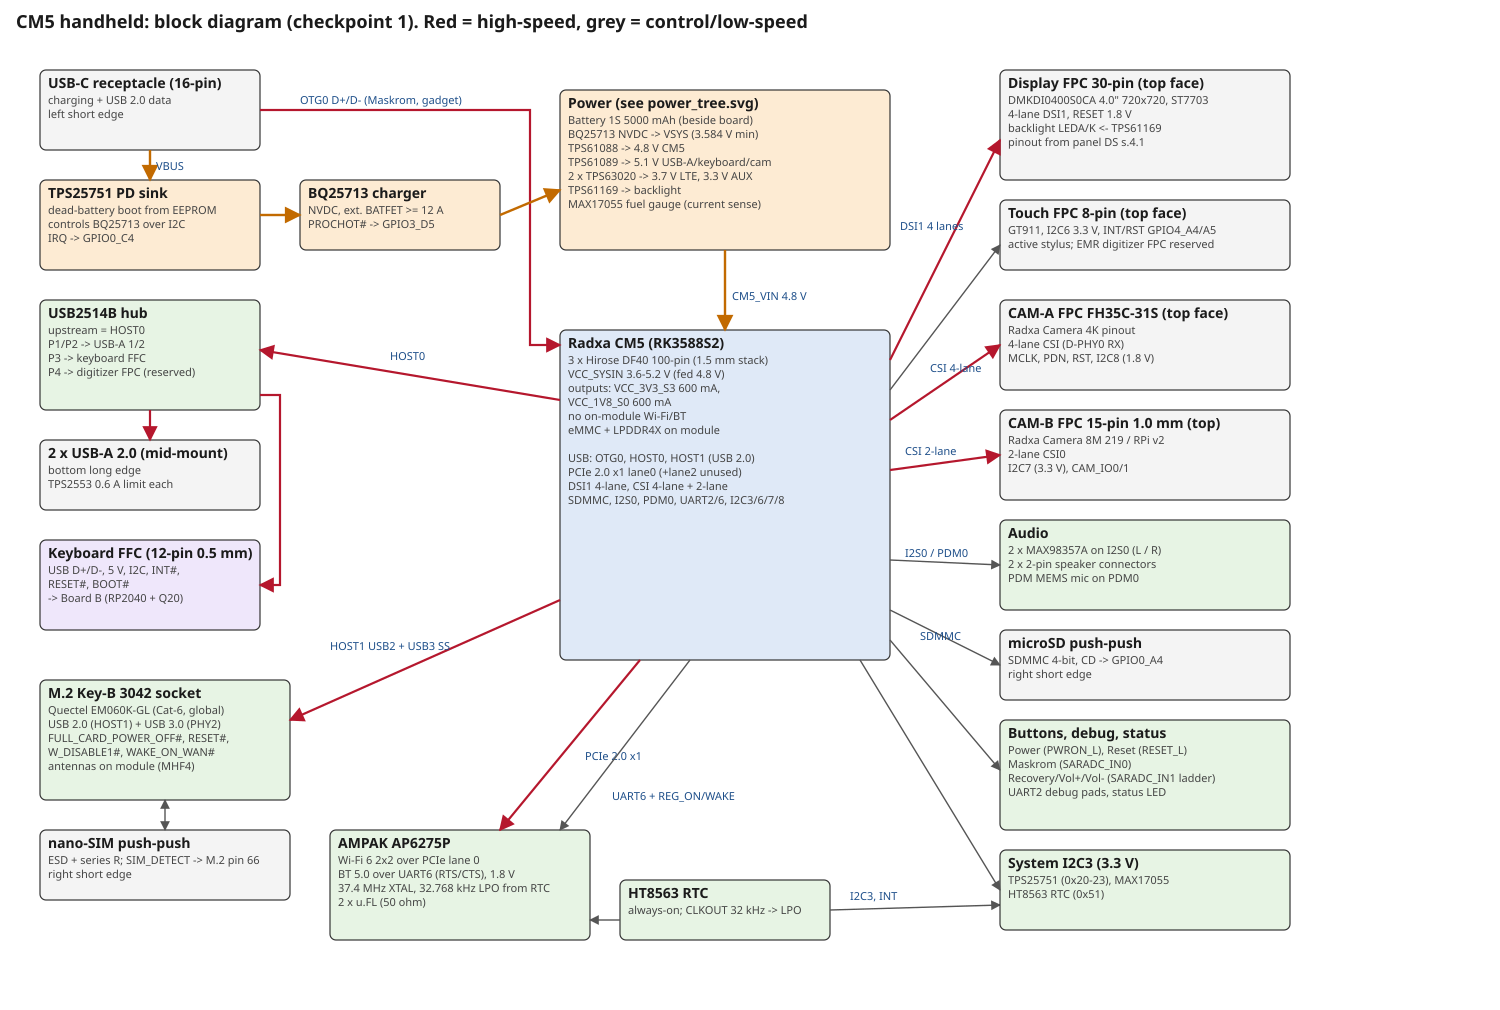 CM5 handheld: block diagram (checkpoint 1). Red = high-speed, grey = control/low-speed
USB-C receptacle (16-pin)
charging + USB 2.0 data
left short edge
OTG0 D+/D- (Maskrom, gadget)
VBUS
TPS25751 PD sink
dead-battery boot from EEPROM
controls BQ25713 over I2C
IRQ -> GPIO0_C4
BQ25713 charger
NVDC, ext. BATFET >= 12 A
PROCHOT# -> GPIO3_D5
Power (see power_tree.svg)
Battery 1S 5000 mAh (beside board)
BQ25713 NVDC -> VSYS (3.584 V min)
TPS61088 -> 4.8 V CM5
TPS61089 -> 5.1 V USB-A/keyboard/cam
2 x TPS63020 -> 3.7 V LTE, 3.3 V AUX
TPS61169 -> backlight
MAX17055 fuel gauge (current sense)
CM5_VIN 4.8 V
USB2514B hub
upstream = HOST0
P1/P2 -> USB-A 1/2
P3 -> keyboard FFC
P4 -> digitizer FPC (reserved)
HOST0
2 x USB-A 2.0 (mid-mount)
bottom long edge
TPS2553 0.6 A limit each
Keyboard FFC (12-pin 0.5 mm)
USB D+/D-, 5 V, I2C, INT#,
RESET#, BOOT#
-> Board B (RP2040 + Q20)
Radxa CM5 (RK3588S2)
3 x Hirose DF40 100-pin (1.5 mm stack)
VCC_SYSIN 3.6-5.2 V (fed 4.8 V)
outputs: VCC_3V3_S3 600 mA,
VCC_1V8_S0 600 mA
no on-module Wi-Fi/BT
eMMC + LPDDR4X on module
USB: OTG0, HOST0, HOST1 (USB 2.0)
PCIe 2.0 x1 lane0 (+lane2 unused)
DSI1 4-lane, CSI 4-lane + 2-lane
SDMMC, I2S0, PDM0, UART2/6, I2C3/6/7/8
HOST1 USB2 + USB3 SS
M.2 Key-B 3042 socket
Quectel EM060K-GL (Cat-6, global)
USB 2.0 (HOST1) + USB 3.0 (PHY2)
FULL_CARD_POWER_OFF#, RESET#,
W_DISABLE1#, WAKE_ON_WAN#
antennas on module (MHF4)
nano-SIM push-push
ESD + series R; SIM_DETECT -> M.2 pin 66
right short edge
PCIe 2.0 x1
UART6 + REG_ON/WAKE
AMPAK AP6275P
Wi-Fi 6 2x2 over PCIe lane 0
BT 5.0 over UART6 (RTS/CTS), 1.8 V
37.4 MHz XTAL, 32.768 kHz LPO from RTC
2 x u.FL (50 ohm)
HT8563 RTC
always-on; CLKOUT 32 kHz -> LPO
I2C3, INT
Display FPC 30-pin (top face)
DMKDI0400S0CA 4.0" 720x720, ST7703
4-lane DSI1, RESET 1.8 V
backlight LEDA/K <- TPS61169
pinout from panel DS s.4.1
DSI1 4 lanes
Touch FPC 8-pin (top face)
GT911, I2C6 3.3 V, INT/RST GPIO4_A4/A5
active stylus; EMR digitizer FPC reserved
CAM-A FPC FH35C-31S (top face)
Radxa Camera 4K pinout
4-lane CSI (D-PHY0 RX)
MCLK, PDN, RST, I2C8 (1.8 V)
CSI 4-lane
CAM-B FPC 15-pin 1.0 mm (top)
Radxa Camera 8M 219 / RPi v2
2-lane CSI0
I2C7 (3.3 V), CAM_IO0/1
CSI 2-lane
Audio
2 x MAX98357A on I2S0 (L / R)
2 x 2-pin speaker connectors
PDM MEMS mic on PDM0
I2S0 / PDM0
microSD push-push
SDMMC 4-bit, CD -> GPIO0_A4
right short edge
SDMMC
Buttons, debug, status
Power (PWRON_L), Reset (RESET_L)
Maskrom (SARADC_IN0)
Recovery/Vol+/Vol- (SARADC_IN1 ladder)
UART2 debug pads, status LED
System I2C3 (3.3 V)
TPS25751 (0x20-23), MAX17055
HT8563 RTC (0x51)